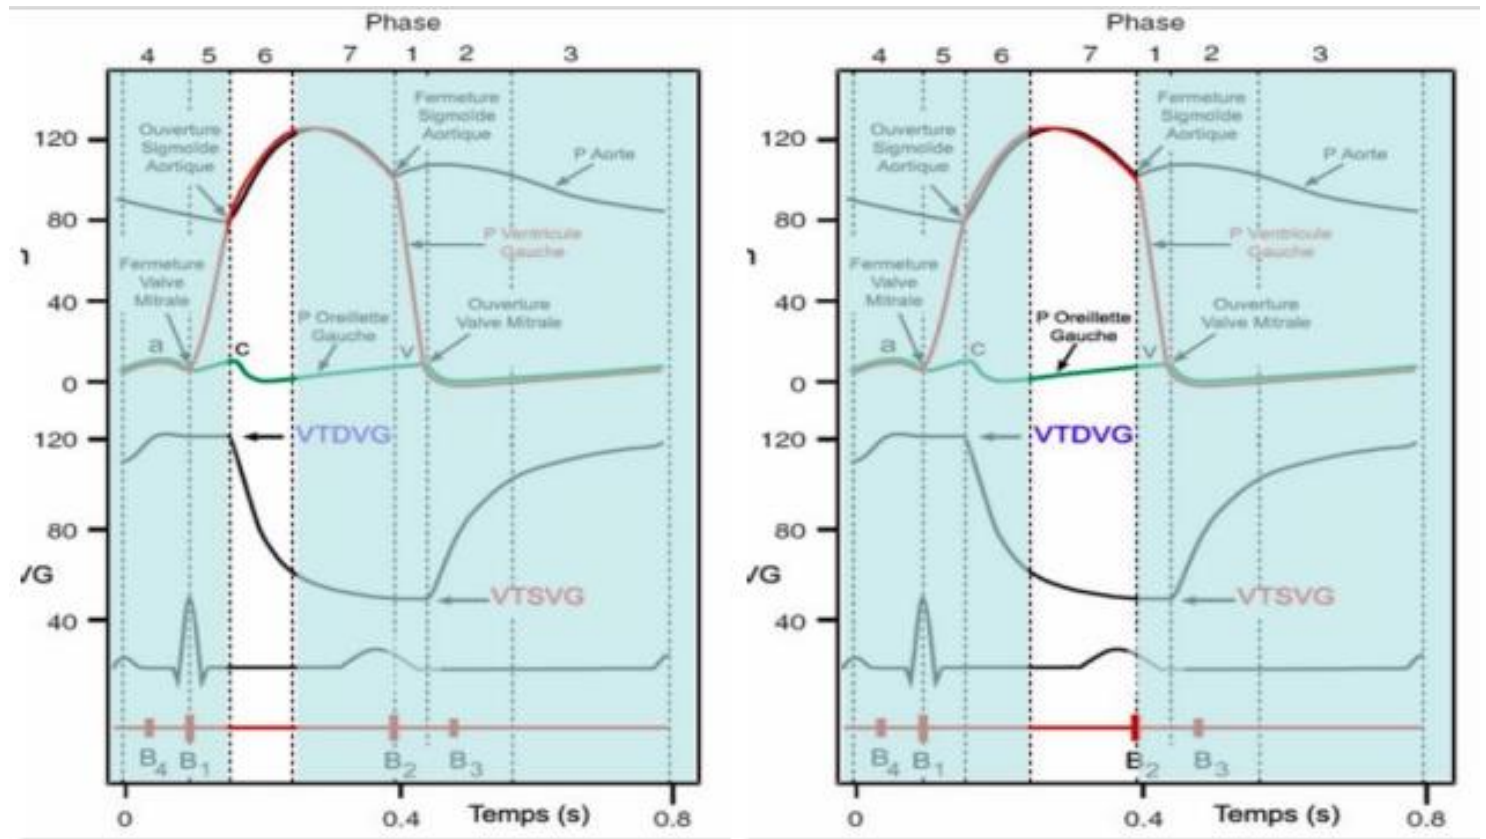 Phase
4 5 6 7 1 2 3
Fermeture
Sigmoïde
Aortique
120
Ouverture
Sigmoïde
Aortique
P Aorte
80
P Ventricule
Gauche
Fermeture
Valve
Mitrale
40
Ouverture
Valve Mitrale
P Oreillette
Gauche
a
c
v
0
120
VTDVG
80
VG
VTSVG
40
B4 B1 B2 B3
0 0.4 Temps (s) 0.8
Phase
4 5 6 7 1 2 3
Fermeture
Sigmoïde
Aortique
120
Ouverture
Sigmoïde
Aortique
P Aorte
80
P Ventricule
Gauche
Fermeture
Valve
Mitrale
40
Ouverture
Valve Mitrale
P Oreillette
Gauche
a
c
v
0
120
VTDVG
80
VG
VTSVG
40
B4 B1 B2 B3
0 0.4 Temps (s) 0.8